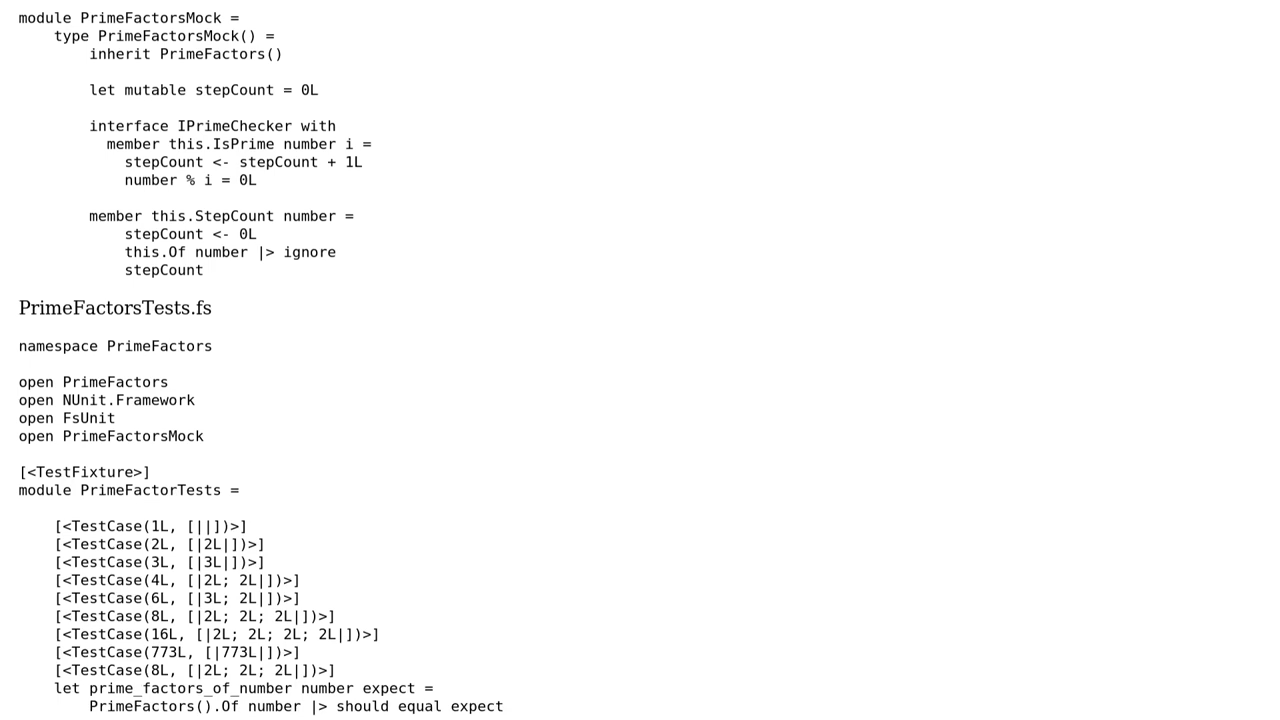 module PrimeFactorsMock =
    type PrimeFactorsMock() =
        inherit PrimeFactors()

        let mutable stepCount = 0L

        interface IPrimeChecker with
          member this.IsPrime number i =
            stepCount <- stepCount + 1L
            number % i = 0L

        member this.StepCount number =
            stepCount <- 0L
            this.Of number |> ignore
            stepCount

PrimeFactorsTests.fs

namespace PrimeFactors

open PrimeFactors
open NUnit.Framework
open FsUnit
open PrimeFactorsMock

[<TestFixture>]
module PrimeFactorTests =

    [<TestCase(1L, [||])>]
    [<TestCase(2L, [|2L|])>]
    [<TestCase(3L, [|3L|])>]
    [<TestCase(4L, [|2L; 2L|])>]
    [<TestCase(6L, [|3L; 2L|])>]
    [<TestCase(8L, [|2L; 2L; 2L|])>]
    [<TestCase(16L, [|2L; 2L; 2L; 2L|])>]
    [<TestCase(773L, [|773L|])>]
    [<TestCase(8L, [|2L; 2L; 2L|])>]
    let prime_factors_of_number number expect =
        PrimeFactors().Of number |> should equal expect